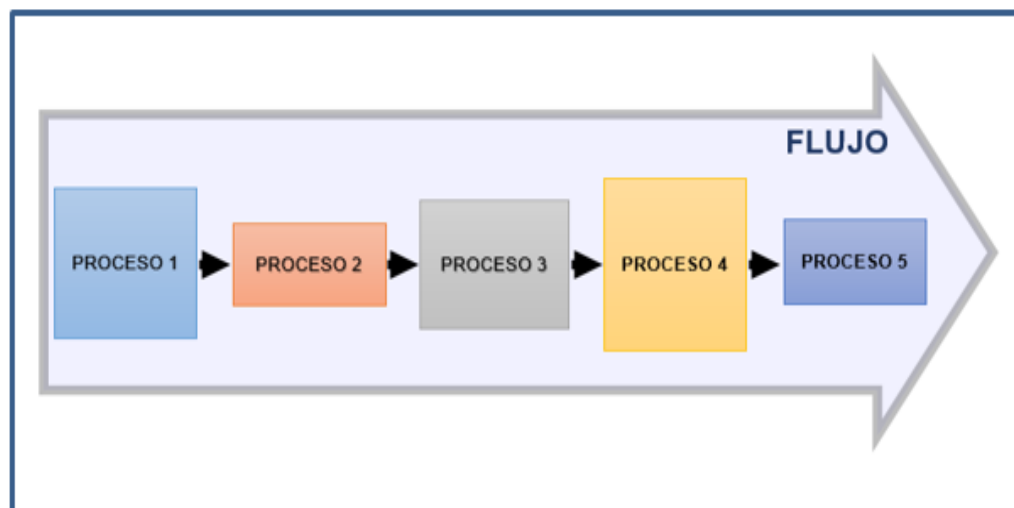 FLUJO
PROCESO 1
PROCESO 2
PROCESO 3
PROCESO 4
PROCESO 5